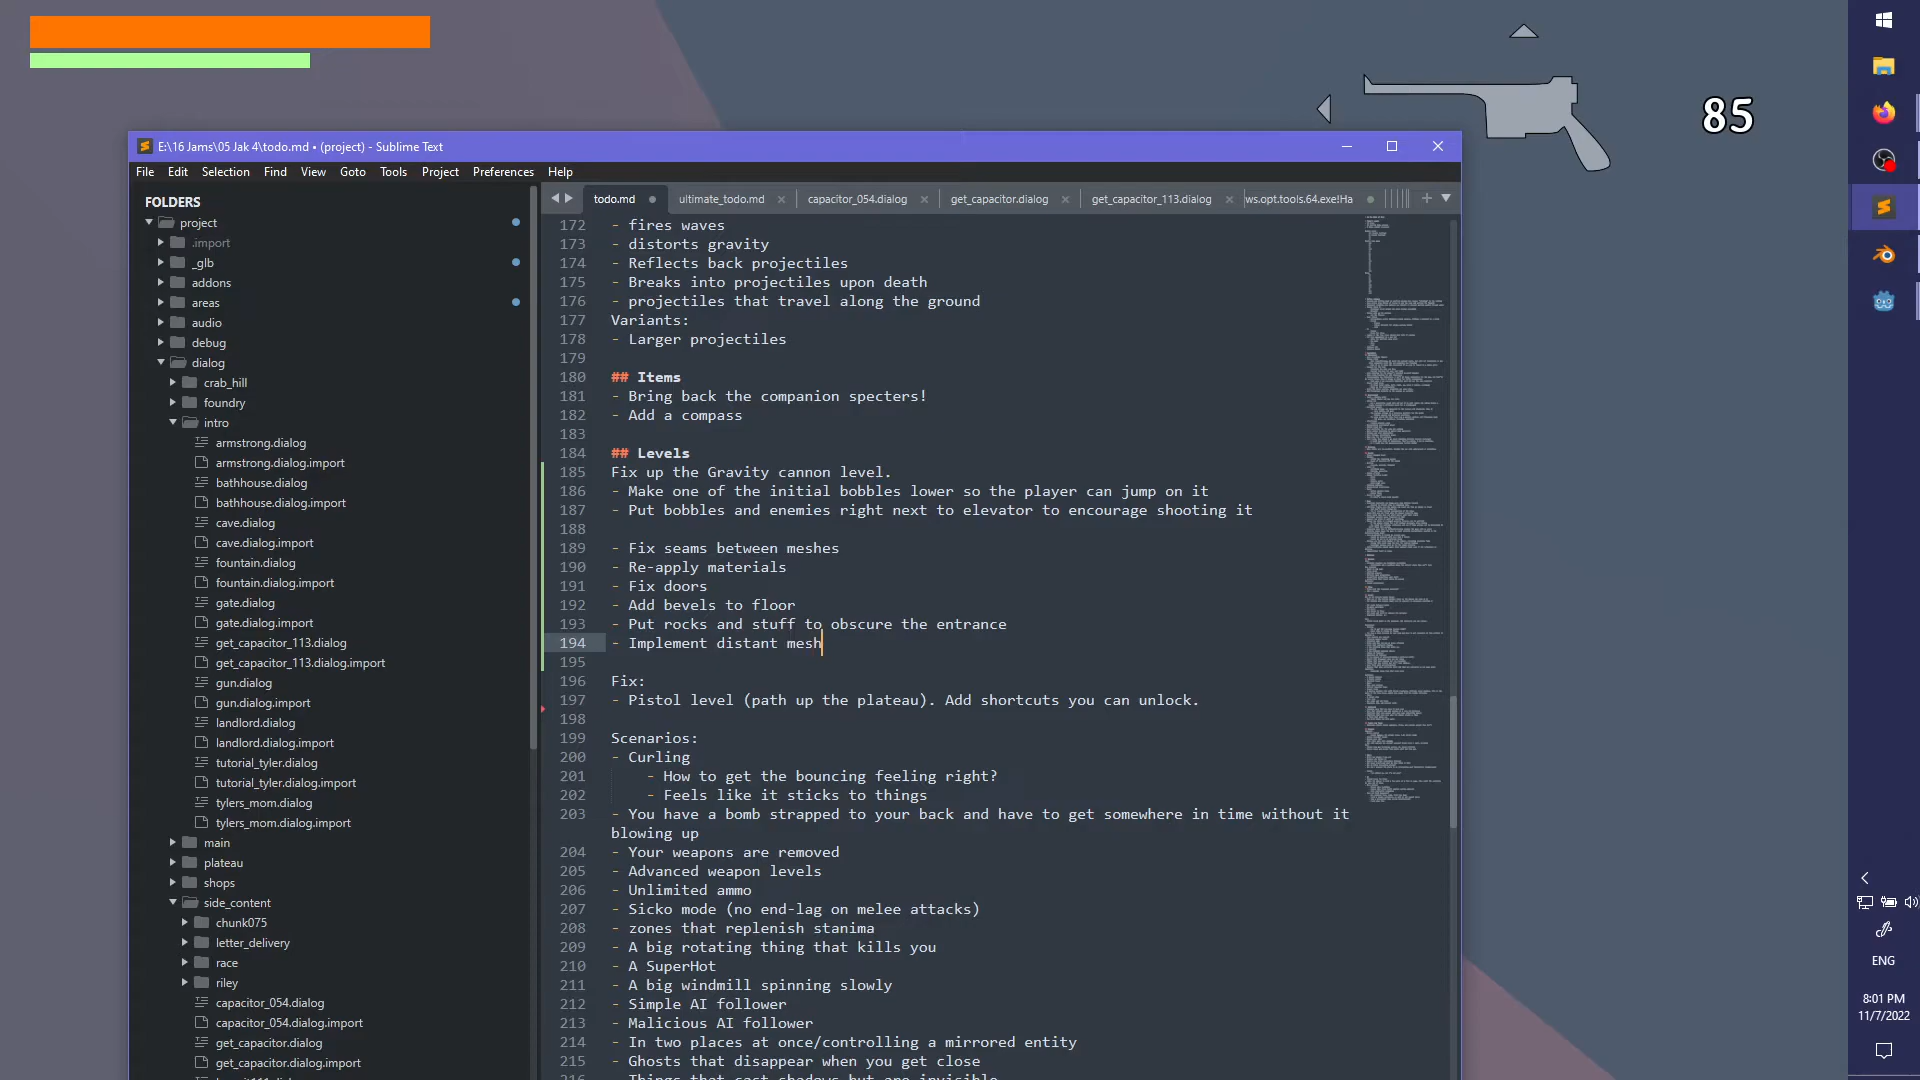 85
E:\16 Jams\05 Jak 4\todo.md • (project) - Sublime Text
File Edit Selection Find View Goto Tools Project Preferences Help
FOLDERS
project
.import
_glb
addons
areas
audio
debug
dialog
crab_hill
foundry
intro
armstrong.dialog
armstrong.dialog.import
bathhouse.dialog
bathhouse.dialog.import
cave.dialog
cave.dialog.import
fountain.dialog
fountain.dialog.import
gate.dialog
gate.dialog.import
get_capacitor_113.dialog
get_capacitor_113.dialog.import
gun.dialog
gun.dialog.import
landlord.dialog
landlord.dialog.import
tutorial_tyler.dialog
tutorial_tyler.dialog.import
tylers_mom.dialog
tylers_mom.dialog.import
main
plateau
shops
side_content
chunk075
letter_delivery
race
riley
capacitor_054.dialog
capacitor_054.dialog.import
get_capacitor.dialog
get_capacitor.dialog.import
todo.md ultimate_todo.md capacitor_054.dialog get_capacitor.dialog get_capacitor_113.dialog ws.opt.tools.64.exe!Ha
172 - fires waves
173 - distorts gravity
174 - Reflects back projectiles
175 - Breaks into projectiles upon death
176 - projectiles that travel along the ground
177 Variants:
178 - Larger projectiles
179
180 ## Items
181 - Bring back the companion specters!
182 - Add a compass
183
184 ## Levels
185 Fix up the Gravity cannon level.
186 - Make one of the initial bobbles lower so the player can jump on it
187 - Put bobbles and enemies right next to elevator to encourage shooting it
188
189 - Fix seams between meshes
190 - Re-apply materials
191 - Fix doors
192 - Add bevels to floor
193 - Put rocks and stuff to obscure the entrance
194 - Implement distant mesh
195
196 Fix:
197 - Pistol level (path up the plateau). Add shortcuts you can unlock.
198
199 Scenarios:
200 - Curling
201 - How to get the bouncing feeling right?
202 - Feels like it sticks to things
203 - You have a bomb strapped to your back and have to get somewhere in time without it
blowing up
204 - Your weapons are removed
205 - Advanced weapon levels
206 - Unlimited ammo
207 - Sicko mode (no end-lag on melee attacks)
208 - zones that replenish stanima
209 - A big rotating thing that kills you
210 - A SuperHot
211 - A big windmill spinning slowly
212 - Simple AI follower
213 - Malicious AI follower
214 - In two places at once/controlling a mirrored entity
215 - Ghosts that disappear when you get close
216 - Things that cast shadows but are invisible
ENG
8:01 PM
11/7/2022